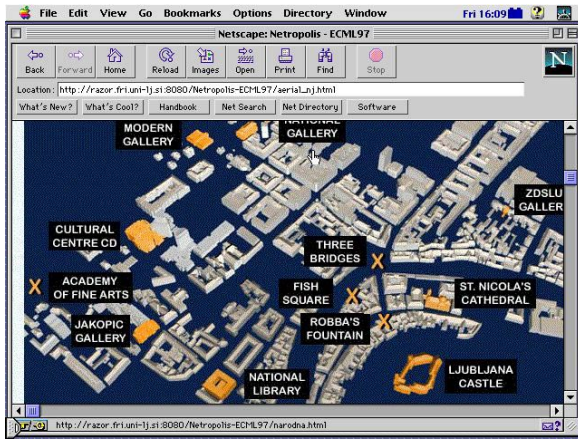 File Edit View Go Bookmarks Options Directory Window Fri 16:09
Netscape: Netropolis - ECML97
Back Forward Home Reload Images Open Print Find Stop
N
Location: http://razor.fri.uni-lj.si:8080/Netropolis-ECML97/aerial_nj.html
What's New? What's Cool? Handbook Net Search Net Directory Software
MODERN
GALLERY
NATIONAL
GALLERY
ZDSLU
GALLER
CULTURAL
CENTRE CD
THREE
BRIDGES
X
X
ACADEMY
OF FINE ARTS
FISH
SQUARE
X
ST. NICOLA'S
CATHEDRAL
JAKOPIC
GALLERY
ROBBA'S
FOUNTAIN
X
NATIONAL
LIBRARY
LJUBLJANA
CASTLE
http://razor.fri.uni-lj.si:8080/Netropolis-ECML97/narodna.html
?